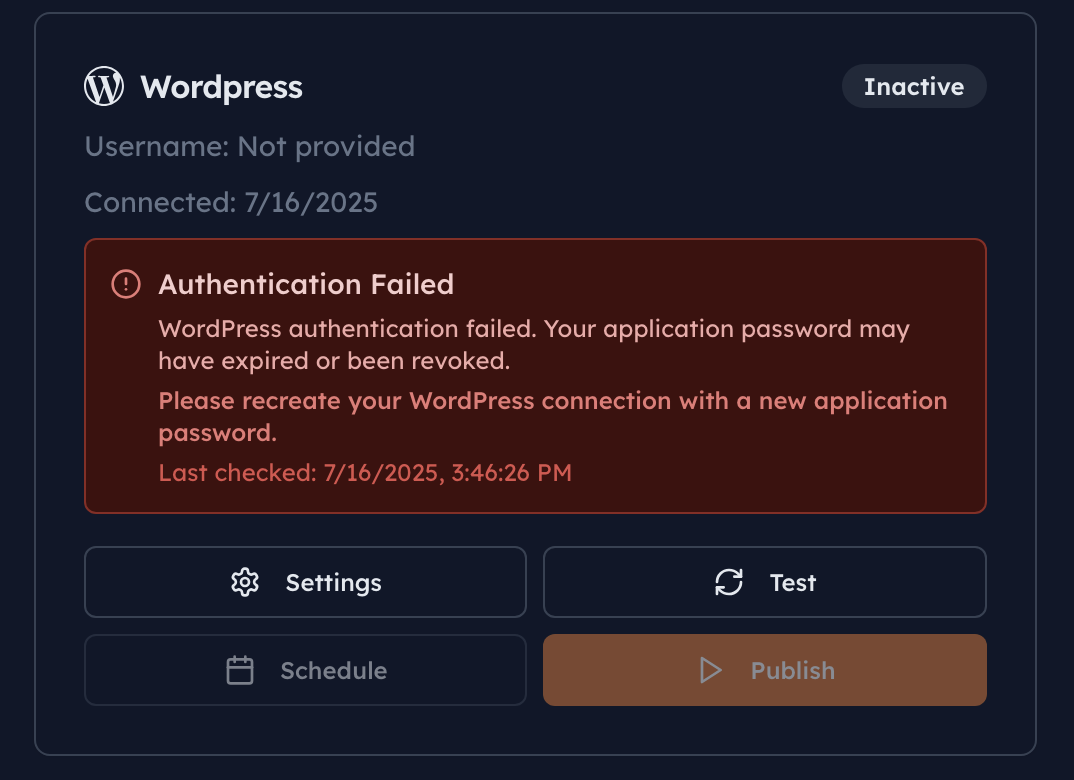 Wordpress
Inactive
Username: Not provided
Connected: 7/16/2025
Authentication Failed
WordPress authentication failed. Your application password may
have expired or been revoked.
Please recreate your WordPress connection with a new application
password.
Last checked: 7/16/2025, 3:46:26 PM
Settings
Test
Schedule
Publish